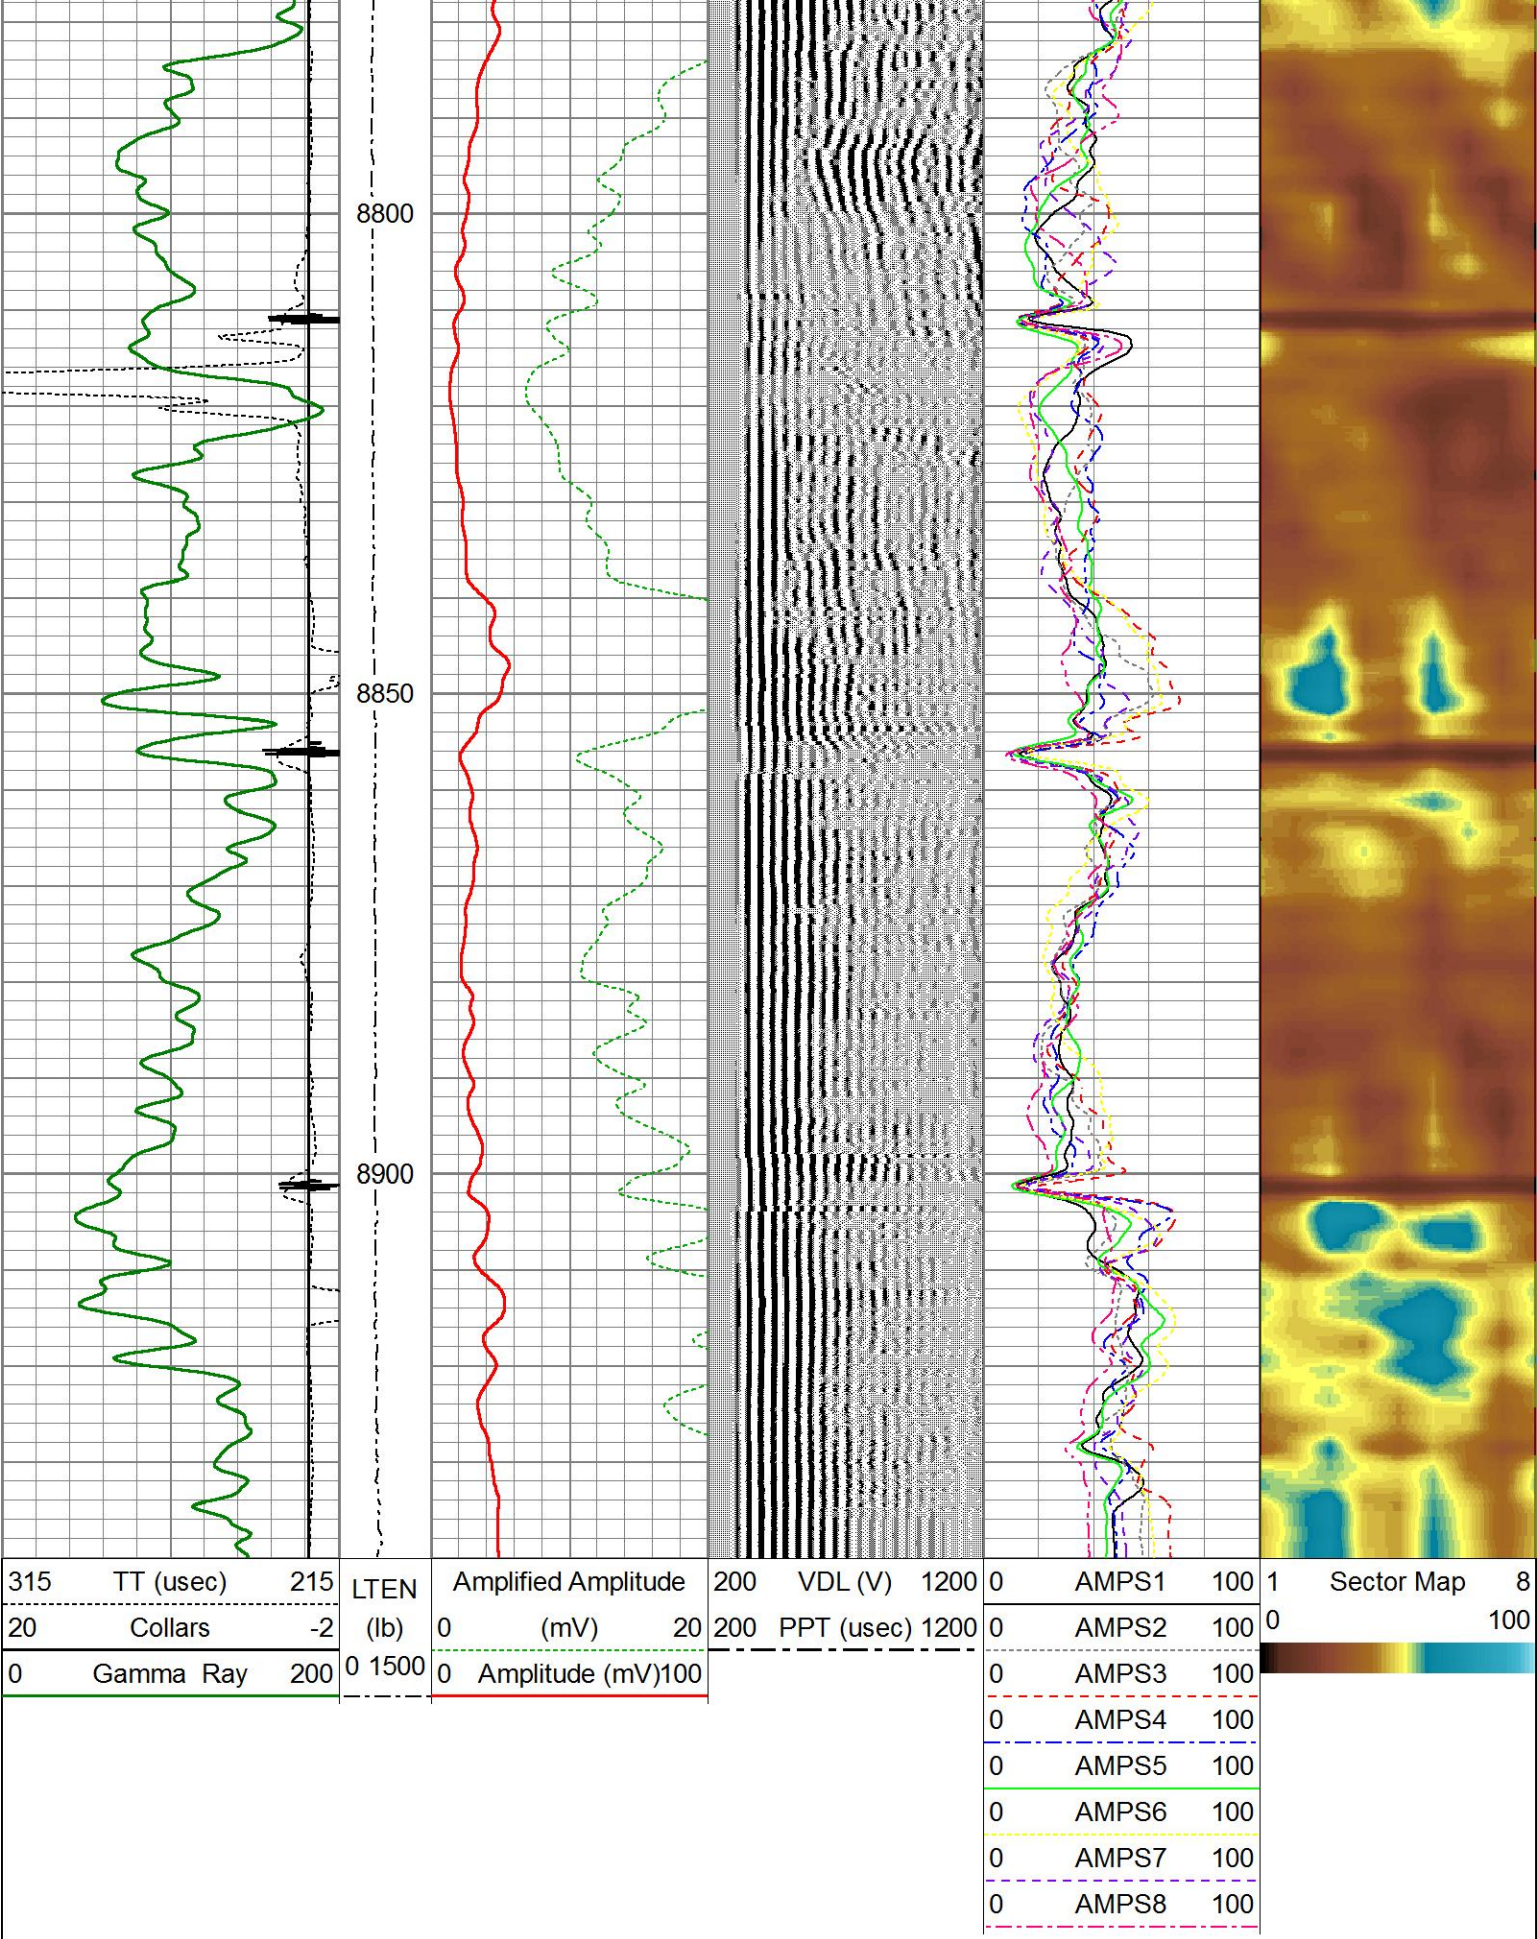 8800
8850
8900
315 TT (usec) 215
20 Collars -2
0 Gamma Ray 200
LTEN
(lb)
0 1500
Amplified Amplitude
0 (mV) 20
0 Amplitude (mV)100
200 VDL (V) 1200
200 PPT (usec) 1200
0 AMPS1 100
0 AMPS2 100
0 AMPS3 100
0 AMPS4 100
0 AMPS5 100
0 AMPS6 100
0 AMPS7 100
0 AMPS8 100
1 Sector Map 8
0 100